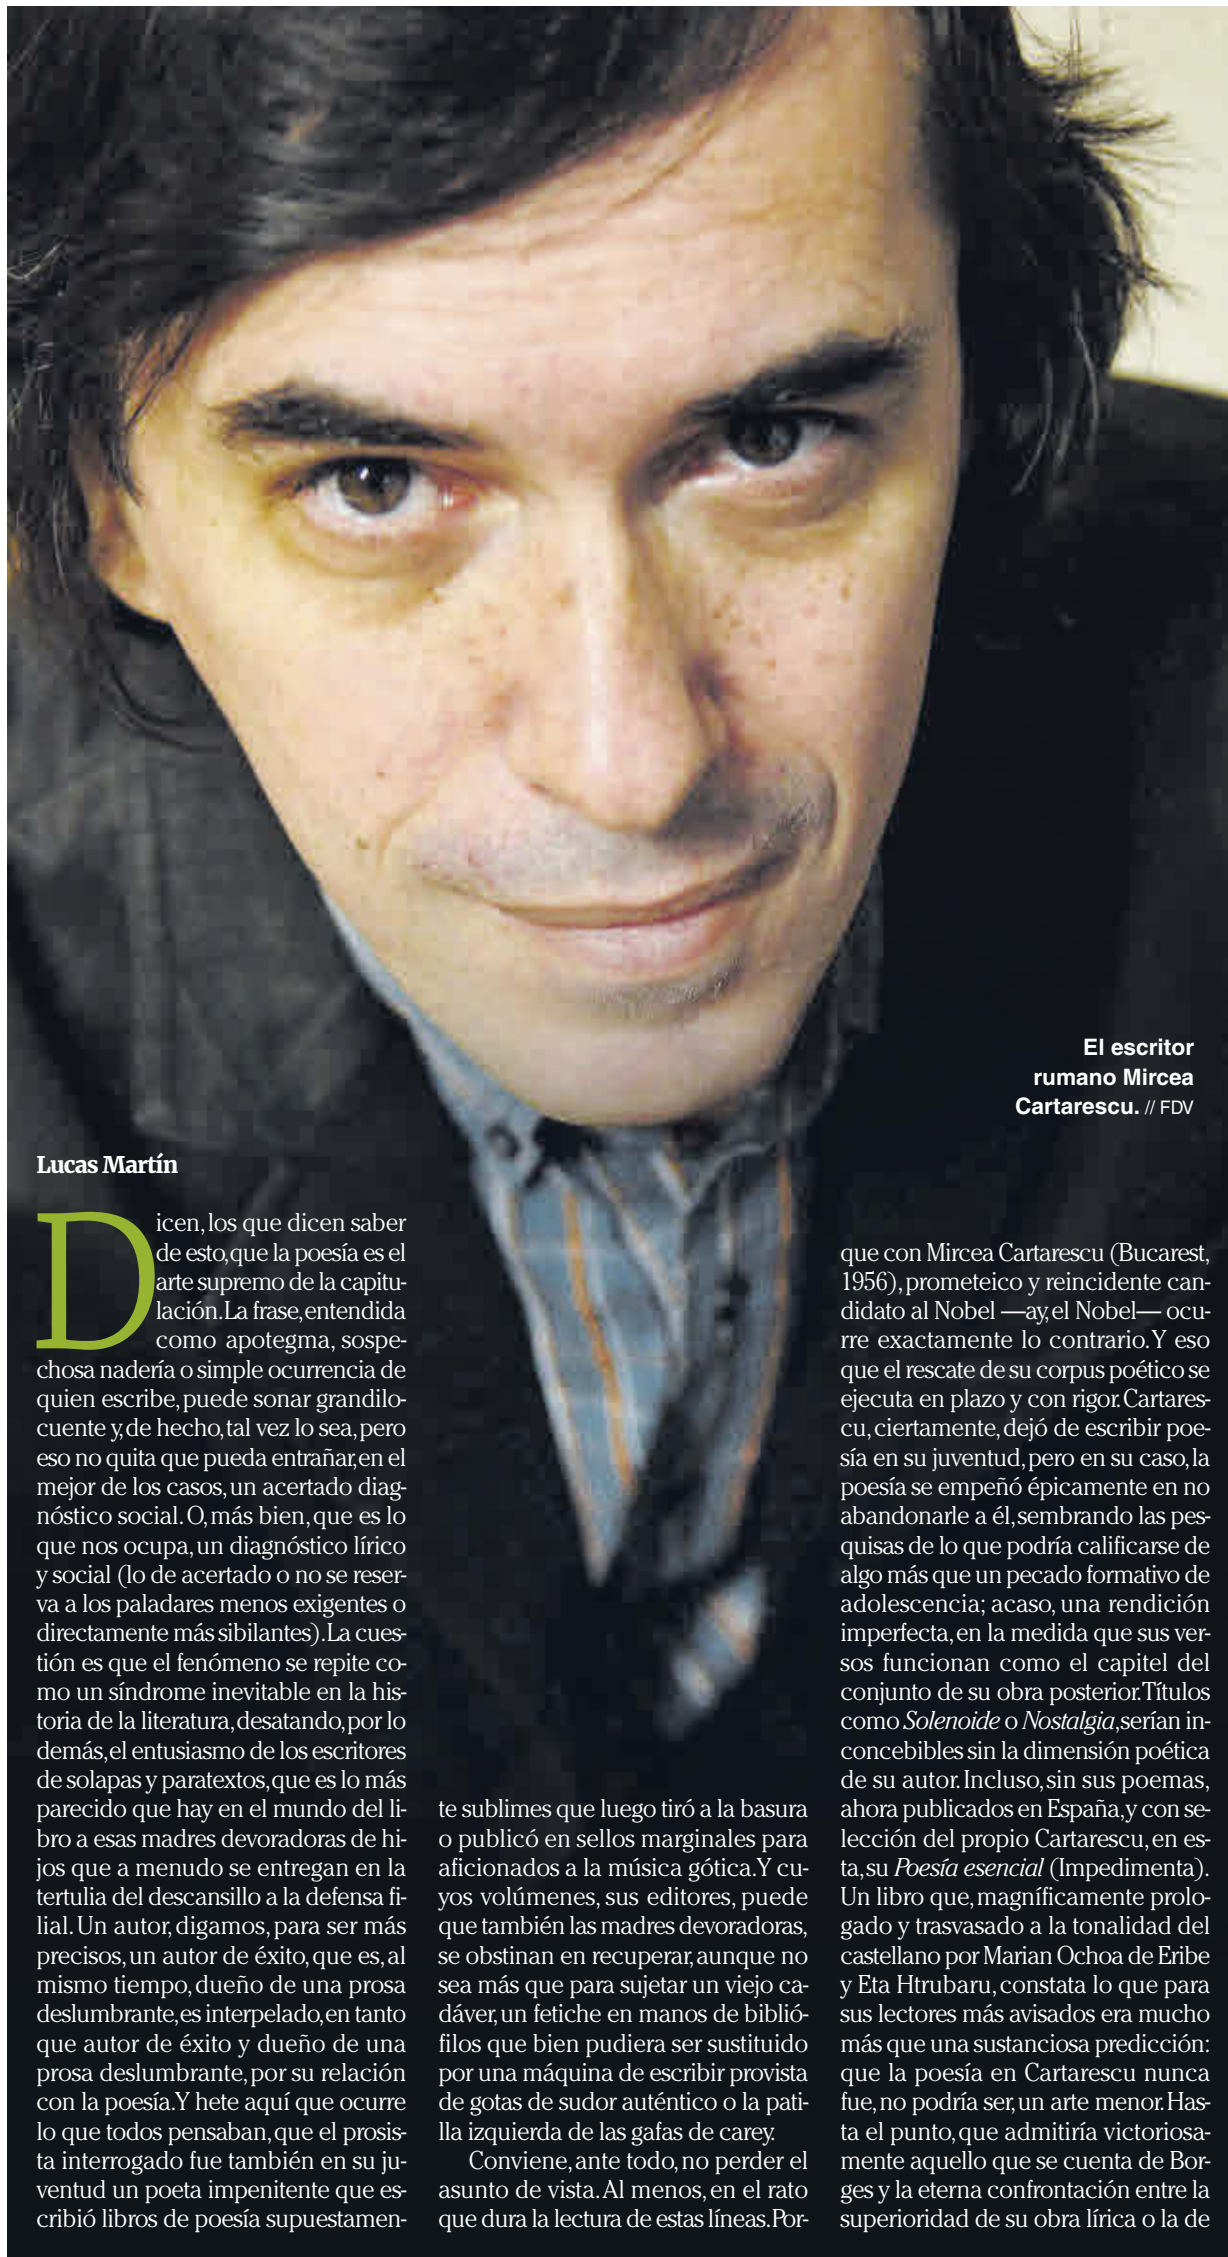 El escritor
rumano Mircea
Cartarescu. // FDV
Lucas Martín
Dicen, los que dicen saber
de esto, que la poesía es el
arte supremo de la capitu-
lación. La frase, entendida
como apotegma, sospe-
chosa nadería o simple ocurrencia de
quien escribe, puede sonar grandilo-
cuente y, de hecho, tal vez lo sea, pero
eso no quita que pueda entrañar, en el
mejor de los casos, un acertado diag-
nóstico social. O, más bien, que es lo
que nos ocupa, un diagnóstico lírico
y social (lo de acertado o no se reser-
va a los paladares menos exigentes o
directamente más sibilantes). La cues-
tión es que el fenómeno se repite co-
mo un síndrome inevitable en la his-
toria de la literatura, desatando, por lo
demás, el entusiasmo de los escritores
de solapas y paratextos, que es lo más
parecido que hay en el mundo del li-
bro a esas madres devoradoras de hi-
jos que a menudo se entregan en la
tertulia del descansillo a la defensa fi-
lial. Un autor, digamos, para ser más
precisos, un autor de éxito, que es, al
mismo tiempo, dueño de una prosa
deslumbrante, es interpelado, en tanto
que autor de éxito y dueño de una
prosa deslumbrante, por su relación
con la poesía. Y hete aquí que ocurre
lo que todos pensaban, que el prosis-
ta interrogado fue también en su ju-
ventud un poeta impenitente que es-
cribió libros de poesía supuestamen-
te sublimes que luego tiró a la basura
o publicó en sellos marginales para
aficionados a la música gótica. Y cu-
yos volúmenes, sus editores, puede
que también las madres devoradoras,
se obstinan en recuperar, aunque no
sea más que para sujetar un viejo ca-
dáver, un fetiche en manos de biblió-
filos que bien pudiera ser sustituido
por una máquina de escribir provista
de gotas de sudor auténtico o la pati-
lla izquierda de las gafas de carey.
Conviene, ante todo, no perder el
asunto de vista. Al menos, en el rato
que dura la lectura de estas líneas. Por-
que con Mircea Cartarescu (Bucarest,
1956), prometeico y reincidente can-
didato al Nobel —ay, el Nobel— ocu-
rre exactamente lo contrario. Y eso
que el rescate de su corpus poético se
ejecuta en plazo y con rigor. Cartares-
cu, ciertamente, dejó de escribir poe-
sía en su juventud, pero en su caso, la
poesía se empeñó épicamente en no
abandonarle a él, sembrando las pes-
quisas de lo que podría calificarse de
algo más que un pecado formativo de
adolescencia; acaso, una rendición
imperfecta, en la medida que sus ver-
sos funcionan como el capitel del
conjunto de su obra posterior. Títulos
como Solenoide o Nostalgia, serían in-
concebibles sin la dimensión poética
de su autor. Incluso, sin sus poemas,
ahora publicados en España, y con se-
lección del propio Cartarescu, en es-
ta, su Poesía esencial (Impedimenta).
Un libro que, magníficamente prolo-
gado y trasvasado a la tonalidad del
castellano por Marian Ochoa de Eribe
y Eta Htrubaru, constata lo que para
sus lectores más avisados era mucho
más que una sustanciosa predicción:
que la poesía en Cartarescu nunca
fue, no podría ser, un arte menor. Has-
ta el punto, que admitiría victoriosa-
mente aquello que se cuenta de Bor-
ges y la eterna confrontación entre la
superioridad de su obra lírica o la de